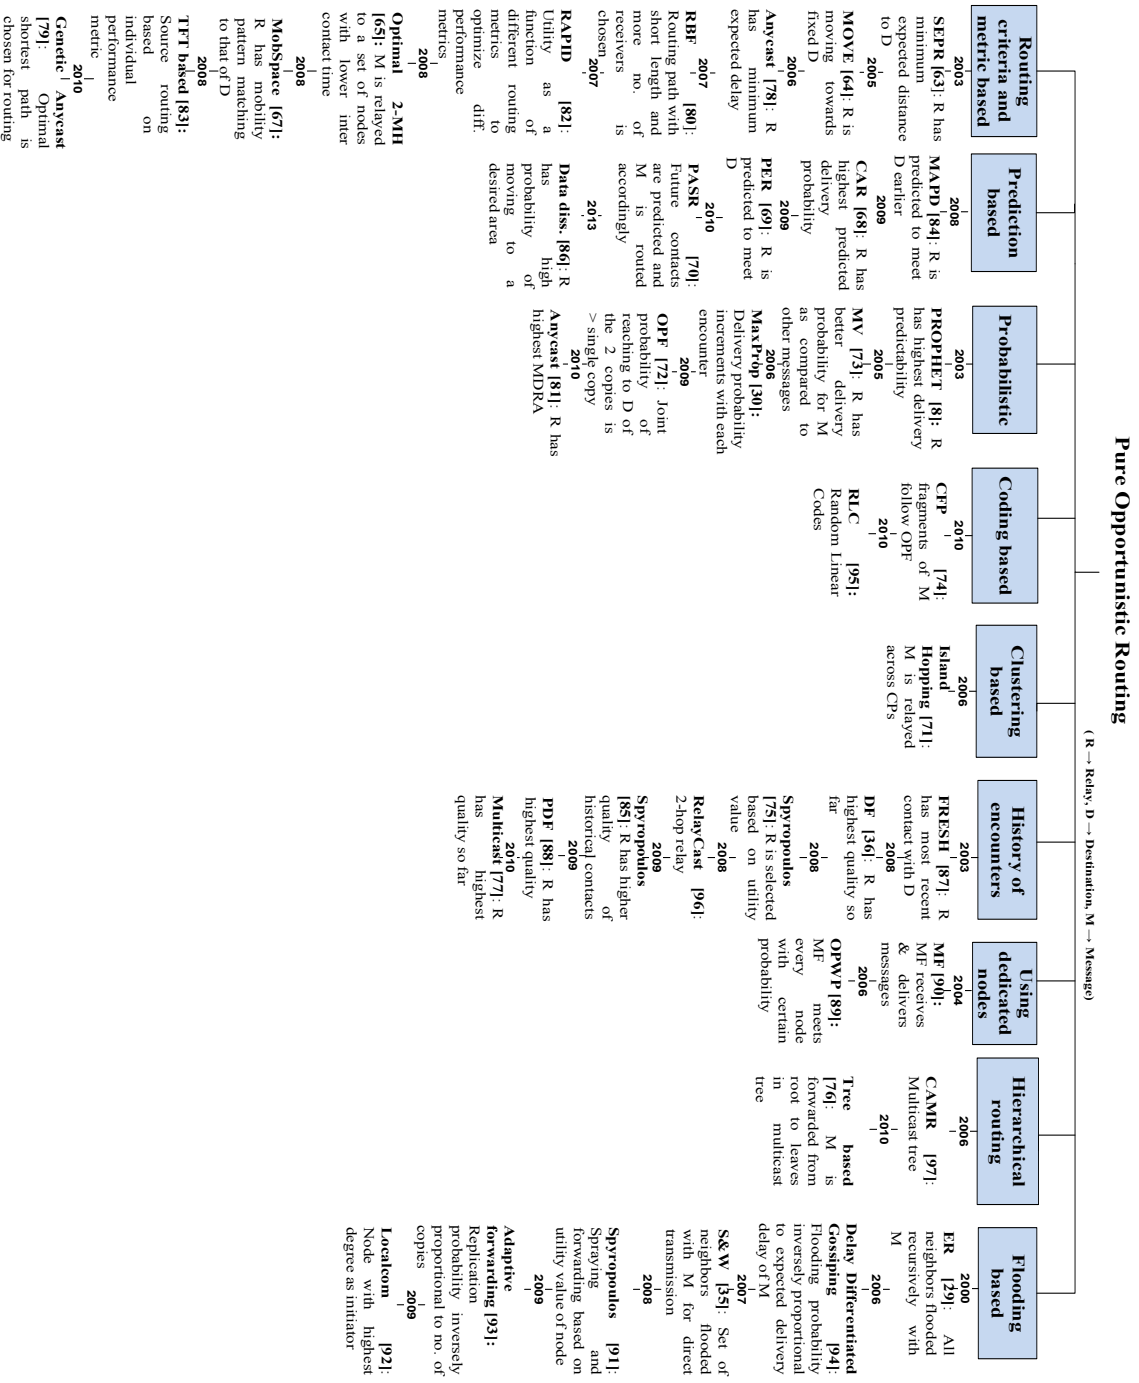 Pure Opportunistic Routing
( R → Relay, D → Destination, M → Message)
Routing
criteria and
metric based
2003
SEPR [63]: R has
minimum
expected distance
to D
2005
MOVE [64]: R is
moving towards
fixed D
2006
Anycast [78]: R
has minimum
expected delay
2007
RBF [80]:
Routing path with
short length and
more no. of
receivers is
chosen
2007
RAPID [82]:
Utility as a
function of
different routing
metrics to
optimize diff.
performance
metrics
2008
Optimal 2-MH
[65]: M is relayed
to a set of nodes
with lower inter
contact time
2008
MobSpace [67]:
R has mobility
pattern matching
to that of D
2008
TFT based [83]:
Source routing
based on
individual
performance
metric
2010
Genetic Anycast
[79]: Optimal
shortest path is
chosen for routing
Prediction
based
2008
MAPD [84]: R is
predicted to meet
D earlier
2009
CAR [68]: R has
highest predicted
delivery
probability
2009
PER [69]: R is
predicted to meet
D
2010
PASR [70]:
Future contacts
are predicted and
M is routed
accordingly
2013
Data diss. [86]: R
has high
probability of
moving to a
desired area
Probabilistic
2003
PROPHET [8]: R
has highest delivery
predictability
2005
MV [73]: R has
better delivery
probability for M
as compared to
other messages
2006
MaxProp [30]:
Delivery probability
increments with each
encounter
2009
OPF [72]: Joint
probability of
reaching to D of
the 2 copies is
> single copy
2010
Anycast [81]: R has
highest MDRA
Coding based
2010
CFP [74]:
fragments of M
follow OPF
2010
RLC [95]:
Random Linear
Codes
Clustering
based
2006
Island
Hopping [71]:
M is relayed
across CPs
History of
encounters
2003
FRESH [87]: R
has most recent
contact with D
2008
DF [36]: R has
highest quality so
far
2008
Spyropoulos
[75]: R is selected
based on utility
value
2008
RelayCast [96]:
2-hop relay
2009
Spyropoulos
[85]: R has higher
quality of
historical contacts
2009
PDF [88]: R has
highest quality
2010
Multicast [77]: R
has highest
quality so far
Using
dedicated
nodes
2004
MF [90]:
MF receives
& delivers
messages
2006
OPWP [89]:
MF meets
every node
with certain
probability
Hierarchical
routing
2006
CAMR [97]:
Multicast tree
2010
Tree based
[76]: M is
forwarded from
root to leaves
in multicast
tree
Flooding
based
2000
ER [29]: All
neighbors flooded
recursively with
M
2006
Delay Differentiated
Gossiping [94]:
Flooding probability
inversely proportional
to expected delivery
delay of M
2007
S&W [35]: Set of
neighbors flooded
with M for direct
transmission
2008
Spyropoulos [91]:
Spraying and
forwarding based on
utility value of node
2009
Adaptive
forwarding [93]:
Replication
probability inversely
proportional to no. of
copies
2009
Localcom [92]:
Node with highest
degree as initiator